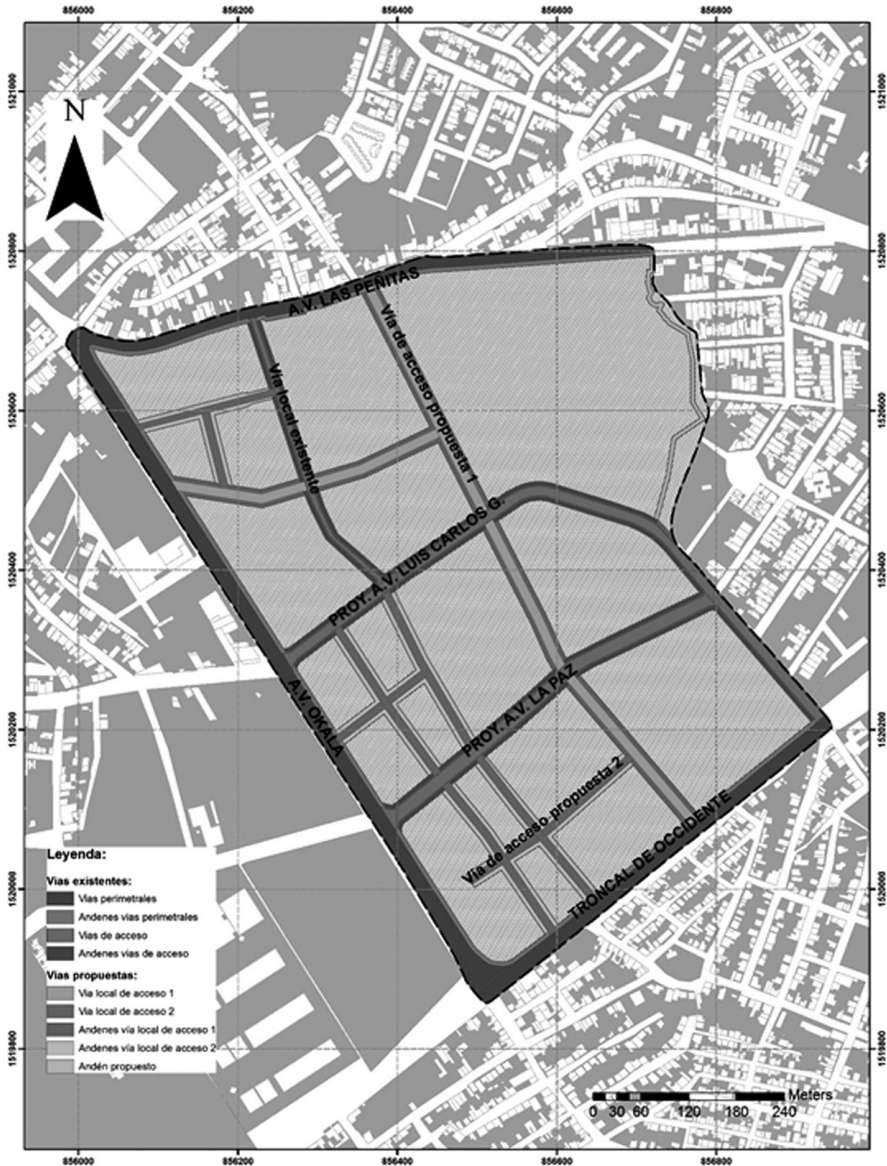 856000 856200 856400 856600 856800
1521000 1521000
N
1520800 1520800
A.V. LAS PEÑITAS
Vía de acceso propuesta 1
Vía local existente
1520600 1520600
PROY. A.V. LUIS CARLOS G.
1520400 1520400
A.V. OKALA
PROY. A.V. LA PAZ
1520200 1520200
Vía de acceso propuesta 2
TRONCAL DE OCCIDENTE
1520000 1520000
Leyenda:
Vias existentes:
Vias perimetrales
Andenes vias perimetrales
Vias de acceso
Andenes vias de acceso
Vias propuestas:
Via local de acceso 1
Via local de acceso 2
Andenes vía local de acceso 1
Andenes vía local de acceso 2
Andén propuesto
1519800 1519800
Meters
0 30 60 120 180 240
856000 856200 856400 856600 856800